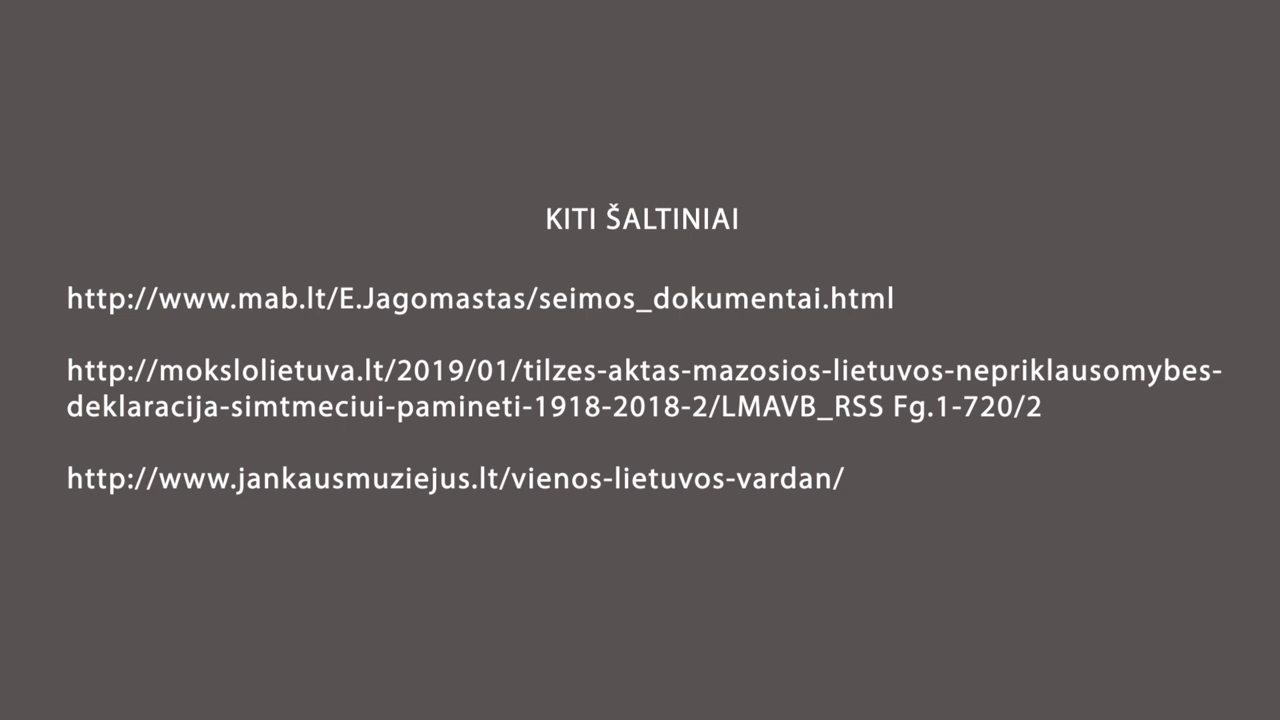 KITI ŠALTINIAI
http://www.mab.lt/E.Jagomastas/seimos_dokumentai.html
http://mokslolietuva.lt/2019/01/tilzes-aktas-mazosios-lietuvos-nepriklausomybes-
deklaracija-simtmeciui-pamineti-1918-2018-2/LMAVB_RSS Fg.1-720/2
http://www.jankausmuziejus.lt/vienos-lietuvos-vardan/